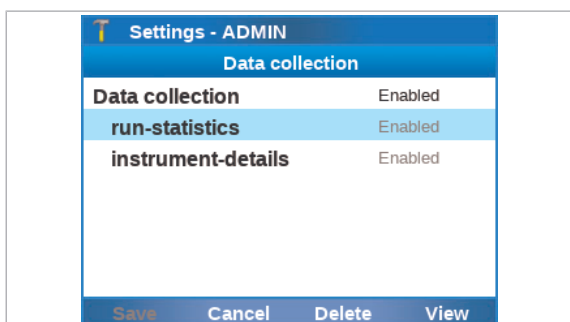 Settings - ADMIN
Data collection
Data collection Enabled
run-statistics Enabled
instrument-details Enabled
Save Cancel Delete View